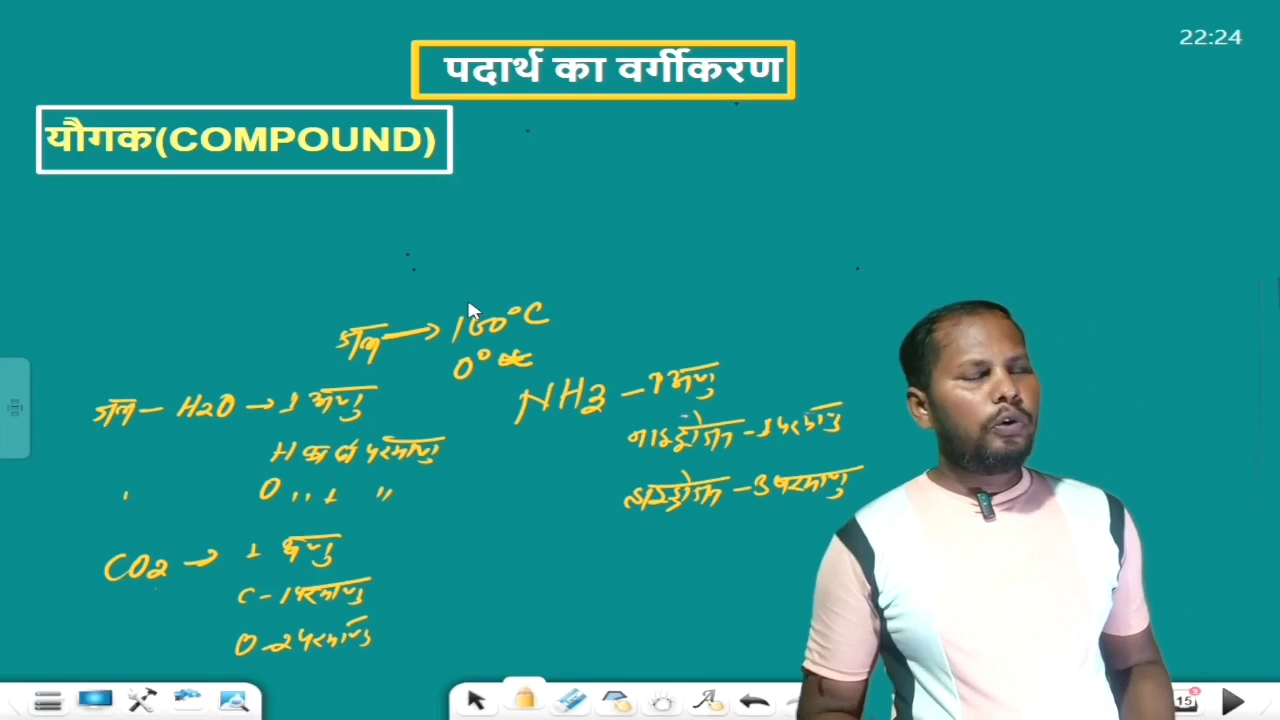 22:24
पदार्थ का वर्गीकरण
यौगक(COMPOUND)
जल → 100°C
0°
जल – H2O → 1 अणु
H का दो परमाणु
O ,, 1 ,,
CO2 → 1 अणु
C – 1 परमाणु
O – 2 परमाणु
NH3 – 1 अणु
नाइट्रोजन – 1 परमाणु
हाइड्रोजन – 3 परमाणु
15